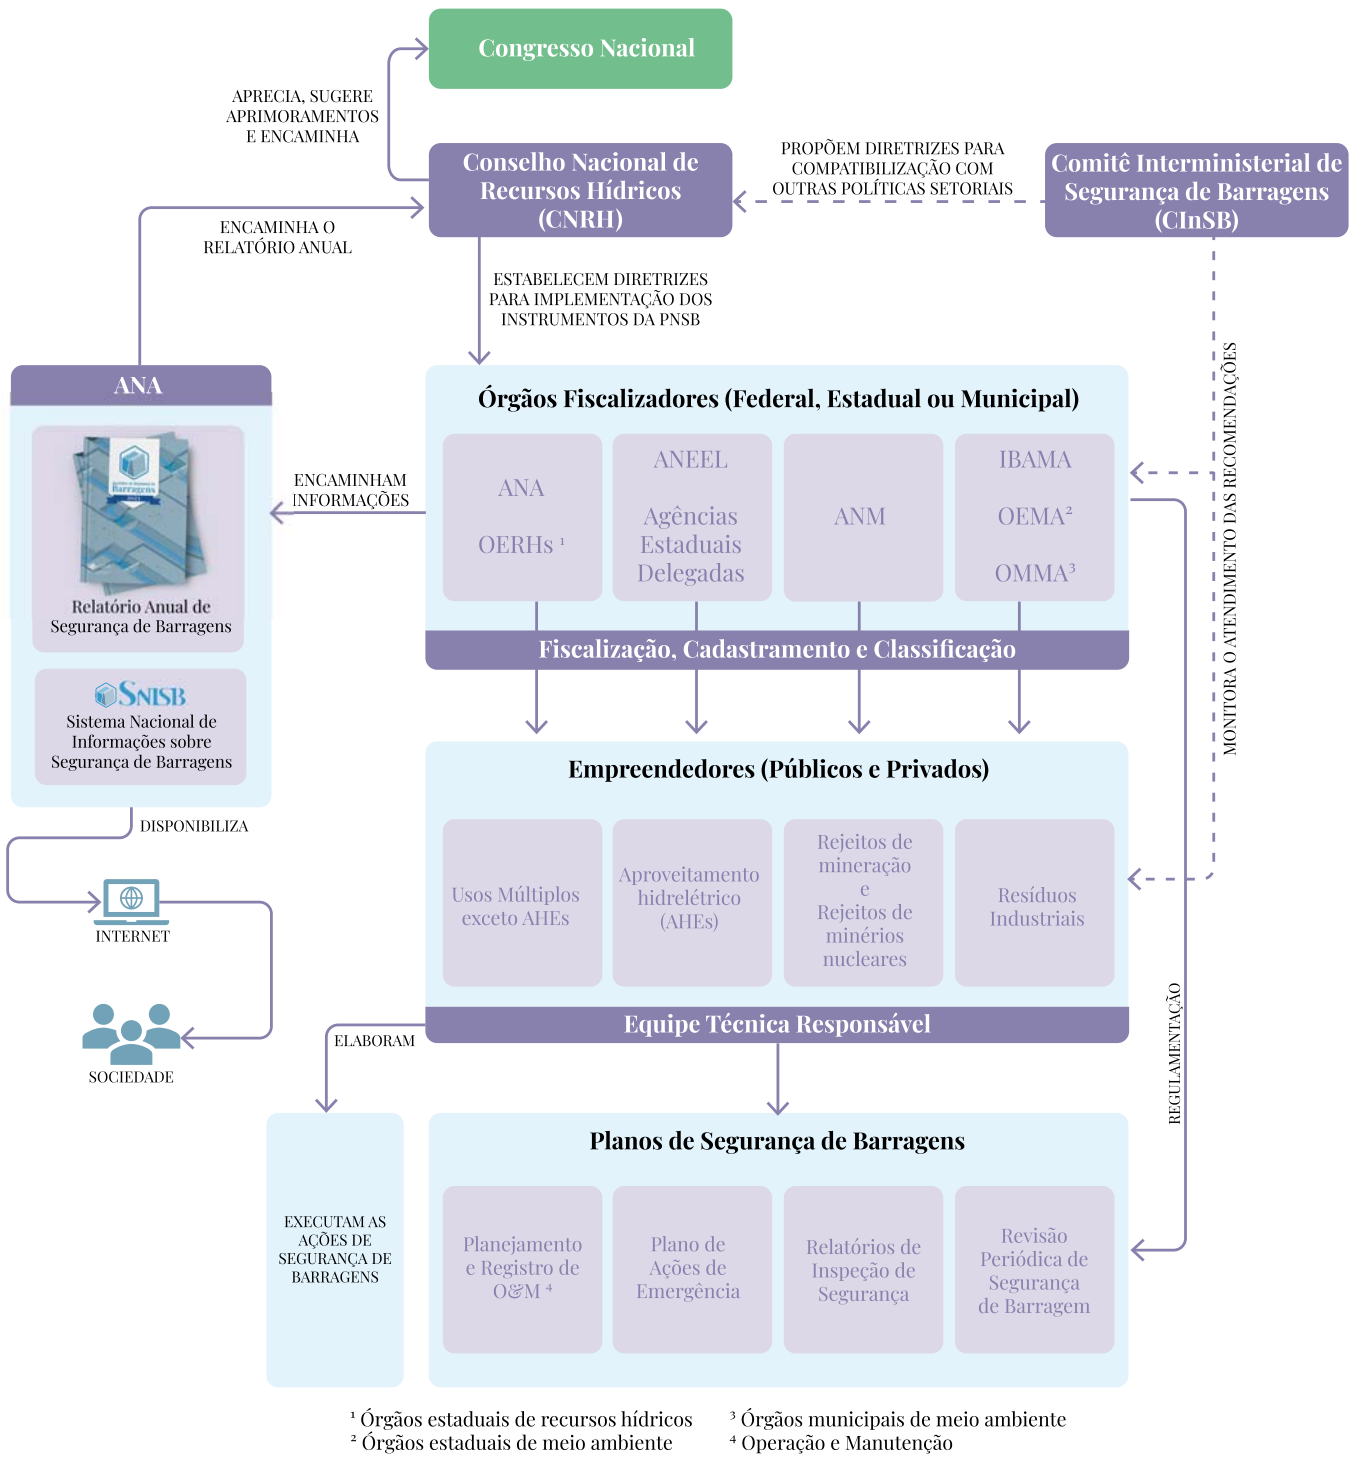 Congresso Nacional
APRECIA, SUGERE
APRIMORAMENTOS
E ENCAMINHA
Conselho Nacional de
Recursos Hídricos
(CNRH)
PROPÕEM DIRETRIZES PARA
COMPATIBILIZAÇÃO COM
OUTRAS POLÍTICAS SETORIAIS
Comitê Interministerial de
Segurança de Barragens
(CInSB)
ENCAMINHA O
RELATÓRIO ANUAL
ESTABELECEM DIRETRIZES
PARA IMPLEMENTAÇÃO DOS
INSTRUMENTOS DA PNSB
MONITORA O ATENDIMENTO DAS RECOMENDAÇÕES
ANA
Barragens
Relatório Anual de
Segurança de Barragens
SNISB
Sistema Nacional de
Informações sobre
Segurança de Barragens
ENCAMINHAM
INFORMAÇÕES
Órgãos Fiscalizadores (Federal, Estadual ou Municipal)
ANA
OERHs ¹
ANEEL
Agências
Estaduais
Delegadas
ANM
IBAMA
OEMA²
OMMA³
Fiscalização, Cadastramento e Classificação
DISPONIBILIZA
INTERNET
SOCIEDADE
Empreendedores (Públicos e Privados)
Usos Múltiplos
exceto AHEs
Aproveitamento
hidrelétrico
(AHEs)
Rejeitos de
mineração
e
Rejeitos de
minérios
nucleares
Resíduos
Industriais
Equipe Técnica Responsável
ELABORAM
REGULAMENTAÇÃO
EXECUTAM AS
AÇÕES DE
SEGURANÇA DE
BARRAGENS
Planos de Segurança de Barragens
Planejamento
e Registro de
O&M ⁴
Plano de
Ações de
Emergência
Relatórios de
Inspeção de
Segurança
Revisão
Periódica de
Segurança
de Barragem
¹ Órgãos estaduais de recursos hídricos
² Órgãos estaduais de meio ambiente
³ Órgãos municipais de meio ambiente
⁴ Operação e Manutenção